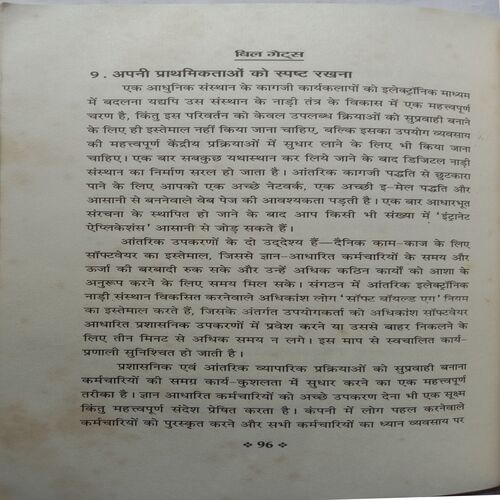 बिल गेट्स
९. अपनी प्राथमिकताओं को स्पष्ट रखना
एक आधुनिक संस्थान के कागजी कार्यकलापों को इलेक्ट्रॉनिक माध्यम
में बदलना यद्यपि उस संस्थान के नाड़ी तंत्र के विकास में एक महत्त्वपूर्ण
चरण है, किंतु इस परिवर्तन को केवल उपलब्ध क्रियाओं को सुप्रवाही बनाने
के लिए ही इस्तेमाल नहीं किया जाना चाहिए, बल्कि इसका उपयोग व्यवसाय
की महत्त्वपूर्ण केंद्रीय प्रक्रियाओं में सुधार लाने के लिए भी किया जाना
चाहिए। एक बार सबकुछ यथास्थान कर लिये जाने के बाद डिजिटल नाड़ी
संस्थान का निर्माण सरल हो जाता है। आंतरिक कागजी पद्धति से छुटकारा
पाने के लिए आपको एक अच्छे नेटवर्क, एक अच्छी इ-मेल पद्धति और
आसानी से बननेवाले वेब पेज की आवश्यकता पड़ती है। एक बार आधारभूत
संरचना के स्थापित हो जाने के बाद आप किसी भी संख्या में 'इंट्रानेट
ऐप्लिकेशंस' आसानी से जोड़ सकते हैं।
आंतरिक उपकरणों के दो उद्देश्य हैं—दैनिक काम-काज के लिए
सॉफ्टवेयर का इस्तेमाल, जिससे ज्ञान-आधारित कर्मचारियों के समय और
ऊर्जा की बरबादी रुक सके और उन्हें अधिक कठिन कार्यों को आशा के
अनुरूप करने के लिए समय मिल सके। संगठन में आंतरिक इलेक्ट्रॉनिक
नाड़ी संस्थान विकसित करनेवाले अधिकांश लोग 'सॉफ्ट बॉयल्ड एग' नियम
का इस्तेमाल करते हैं, जिसके अंतर्गत उपयोगकर्ता को अधिकांश सॉफ्टवेयर
आधारित प्रशासनिक उपकरणों में प्रवेश करने या उससे बाहर निकलने के
लिए तीन मिनट से अधिक समय न लगे। इस माप से स्वचालित कार्य-
प्रणाली सुनिश्चित हो जाती है।
प्रशासनिक एवं आंतरिक व्यापारिक प्रक्रियाओं को सुप्रवाही बनाना
कर्मचारियों की समग्र कार्य-कुशलता में सुधार करने का एक महत्त्वपूर्ण
तरीका है। ज्ञान आधारित कर्मचारियों को अच्छे उपकरण देना भी एक सूक्ष्म
किंतु महत्त्वपूर्ण संदेश प्रेषित करता है। कंपनी में लोग पहल करनेवाले
कर्मचारियों को पुरस्कृत करने और सभी कर्मचारियों का ध्यान व्यवसाय पर
❖ ९६ ❖